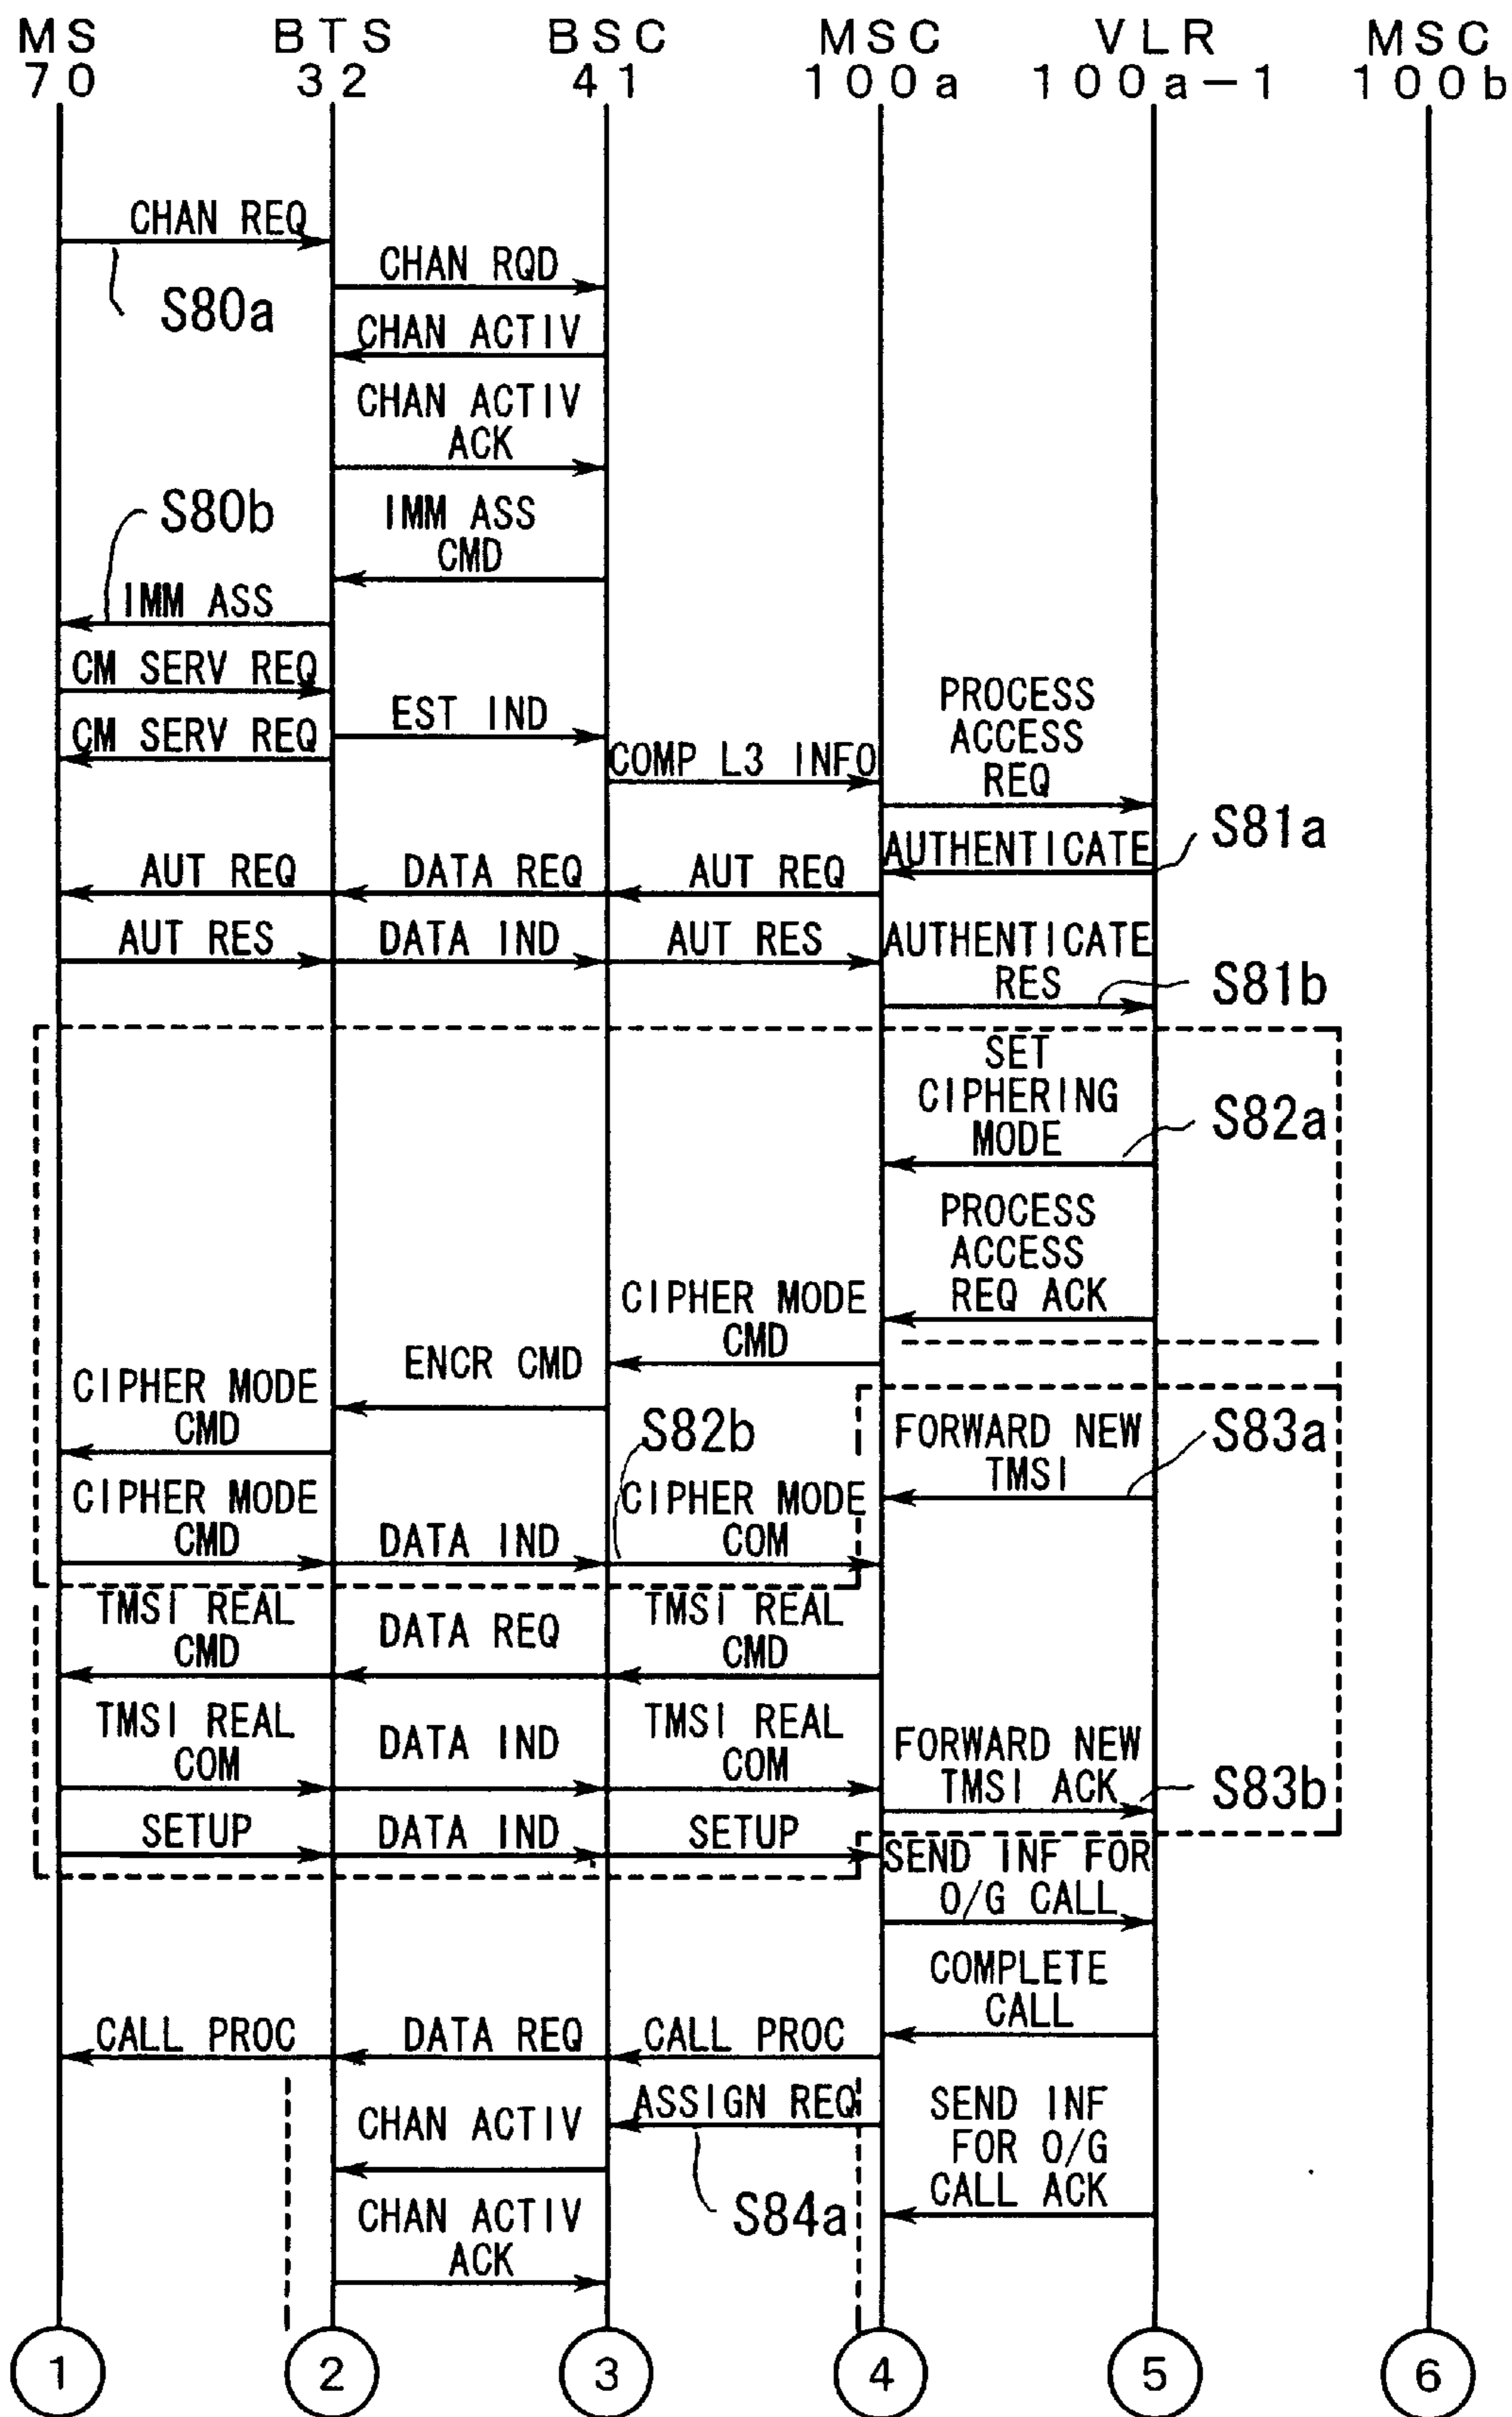 MS BTS BSC MSC VLR MSC
70 32 41 100a 100a-1 100b
CHAN REQ
CHAN RQD
S80a
CHAN ACTIV
CHAN ACTIV
ACK
S80b
IMM ASS
CMD
IMM ASS
CM SERV REQ
PROCESS
ACCESS
REQ
EST IND
CM SERV REQ
COMP L3 INFO
S81a
AUTHENTICATE
AUT REQ DATA REQ AUT REQ
AUT RES DATA IND AUT RES
AUTHENTICATE
RES
S81b
SET
CIPHERING
MODE
S82a
PROCESS
ACCESS
REQ ACK
CIPHER MODE
CMD
ENCR CMD
CIPHER MODE
CMD
S82b
FORWARD NEW
TMSI
S83a
CIPHER MODE
CMD
DATA IND
CIPHER MODE
COM
TMSI REAL
CMD
DATA REQ
TMSI REAL
CMD
TMSI REAL
COM
DATA IND
TMSI REAL
COM
FORWARD NEW
TMSI ACK
S83b
SETUP DATA IND SETUP
SEND INF FOR
O/G CALL
COMPLETE
CALL
CALL PROC DATA REQ CALL PROC
ASSIGN REQ
CHAN ACTIV
SEND INF
FOR O/G
CALL ACK
S84a
CHAN ACTIV
ACK
1 2 3 4 5 6